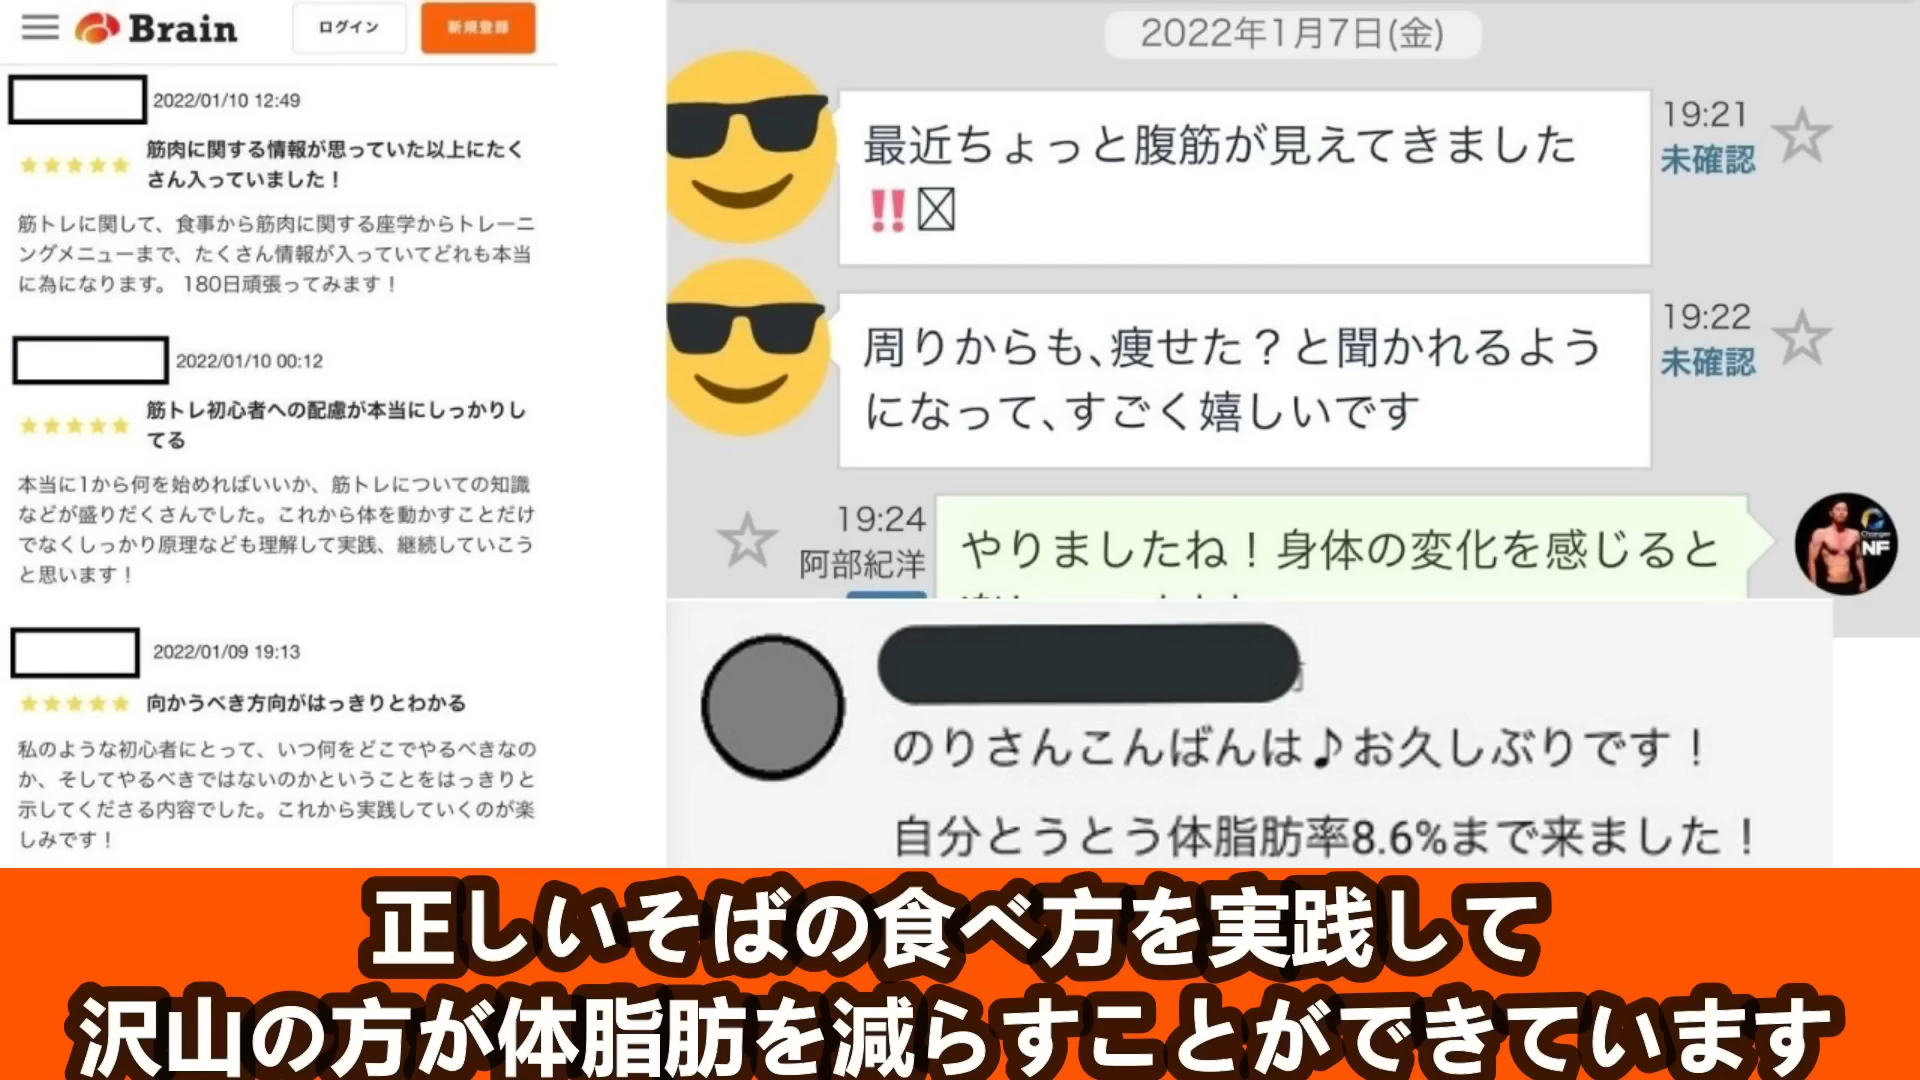 Brain
ログイン
新規登録
2022/01/10 12:49
筋肉に関する情報が思っていた以上にたく
さん入っていました！
筋トレに関して、食事から筋肉に関する座学からトレーニ
ングメニューまで、たくさん情報が入っていてどれも本当
に為になります。 180日頑張ってみます！
2022/01/10 00:12
筋トレ初心者への配慮が本当にしっかりし
てる
本当に1から何を始めればいいか、筋トレについての知識
などが盛りだくさんでした。これから体を動かすことだけ
でなくしっかり原理なども理解して実践、継続していこう
と思います！
2022/01/09 19:13
向かうべき方向がはっきりとわかる
私のような初心者にとって、いつ何をどこでやるべきなの
か、そしてやるべきではないのかということをはっきりと
示してくださる内容でした。これから実践していくのが楽
しみです！
2022年1月7日(金)
最近ちょっと腹筋が見えてきました
‼️
19:21
未確認
周りからも、痩せた？と聞かれるよう
になって、すごく嬉しいです
19:22
未確認
19:24
阿部紀洋
やりましたね！身体の変化を感じると
NF
のりさんこんばんは♪お久しぶりです！
自分とうとう体脂肪率8.6%まで来ました！
正しいそばの食べ方を実践して
沢山の方が体脂肪を減らすことができています